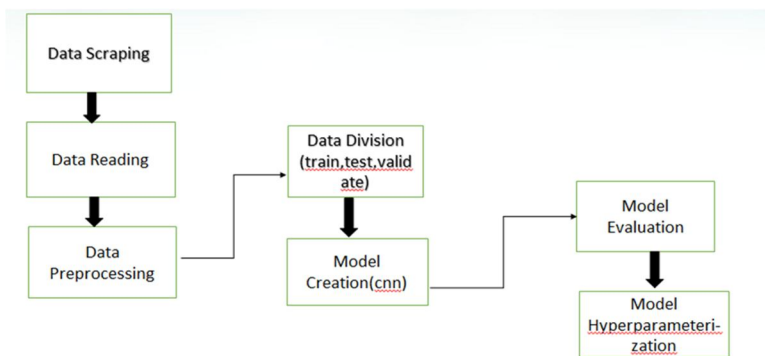 Data Scraping
Data Reading
Data
Preprocessing
Data Division
(train,test,valid
ate)
Model
Creation(cnn)
Model
Evaluation
Model
Hyperparameteri-
zation